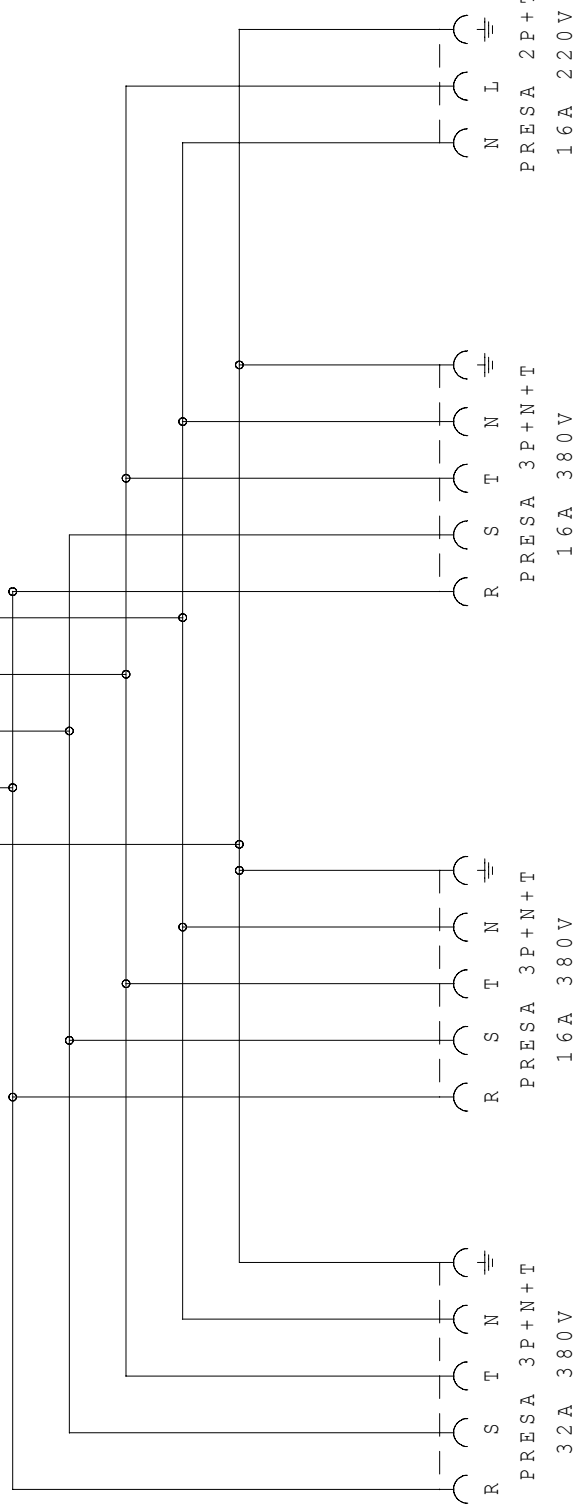 R S T N
PRESA 3P+N+T
32A 380V
R S T N
PRESA 3P+N+T
16A 380V
R S T N
PRESA 3P+N+T
16A 380V
N L
PRESA 2P+
16A 220V